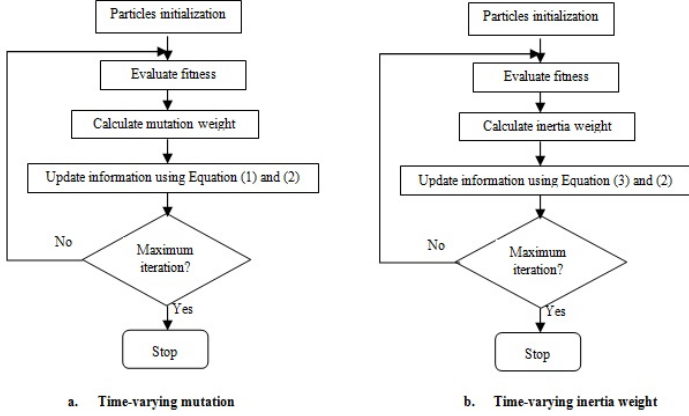 Particles initialization
Evaluate fitness
Calculate mutation weight
Update information using Equation (1) and (2)
No
Maximum
iteration?
Yes
Stop
a. Time-varying mutation
Particles initialization
Evaluate fitness
Calculate inertia weight
Update information using Equation (3) and (2)
No
Maximum
iteration?
Yes
Stop
b. Time-varying inertia weight